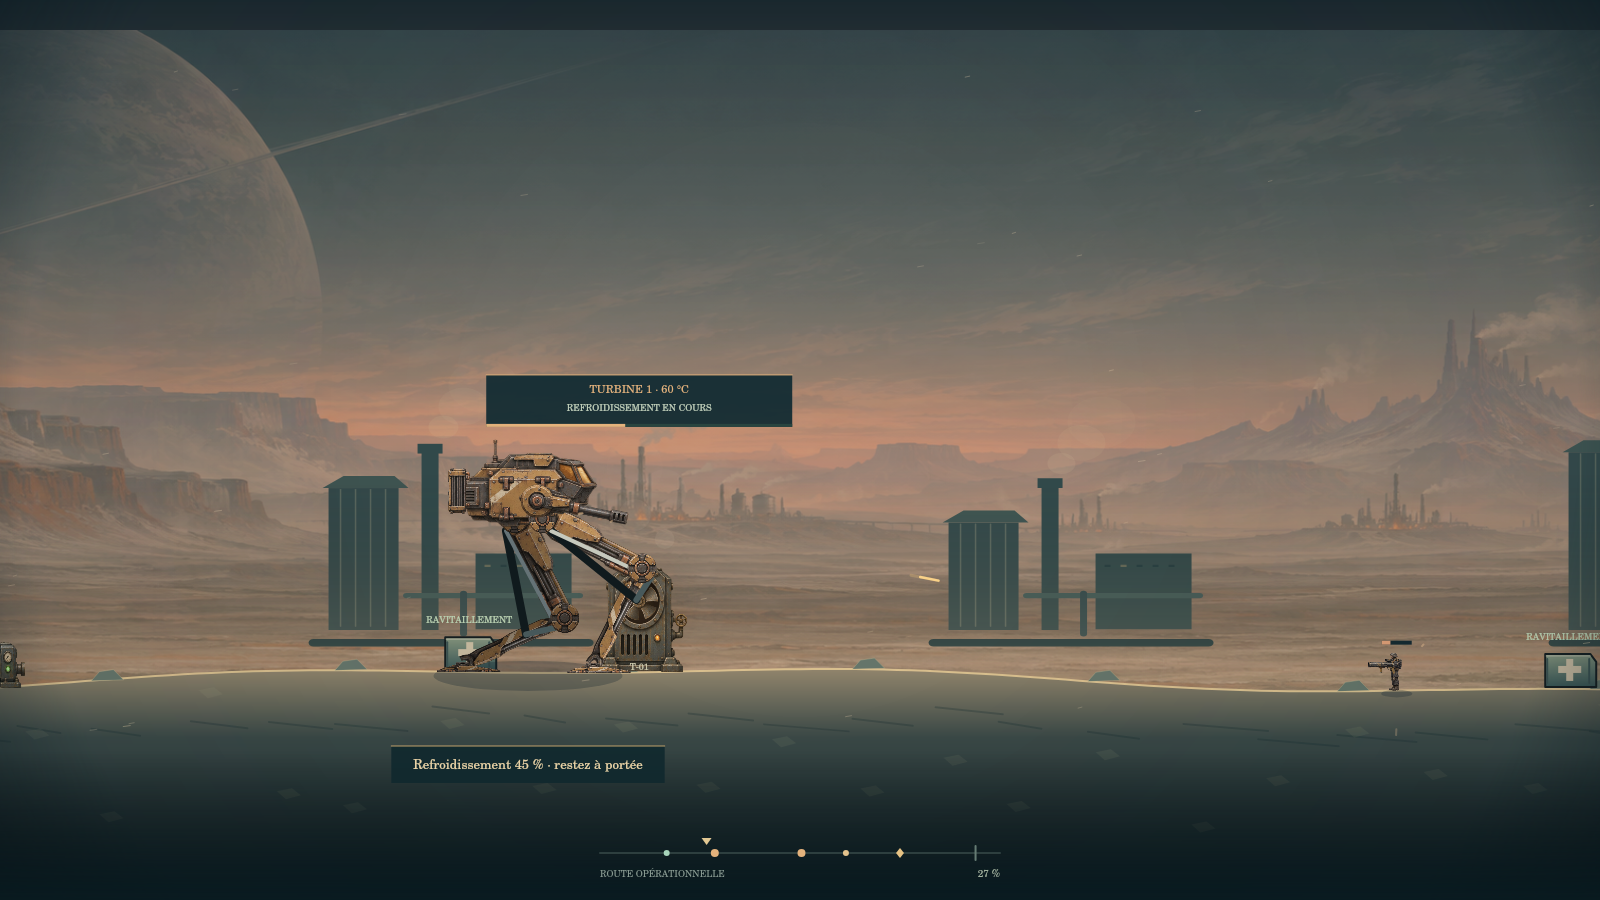 TURBINE 1 · 60 °C
REFROIDISSEMENT EN COURS
RAVITAILLEMENT
RAVITAILLEME
T-01
Refroidissement 45 % · restez à portée
ROUTE OPÉRATIONNELLE
27 %